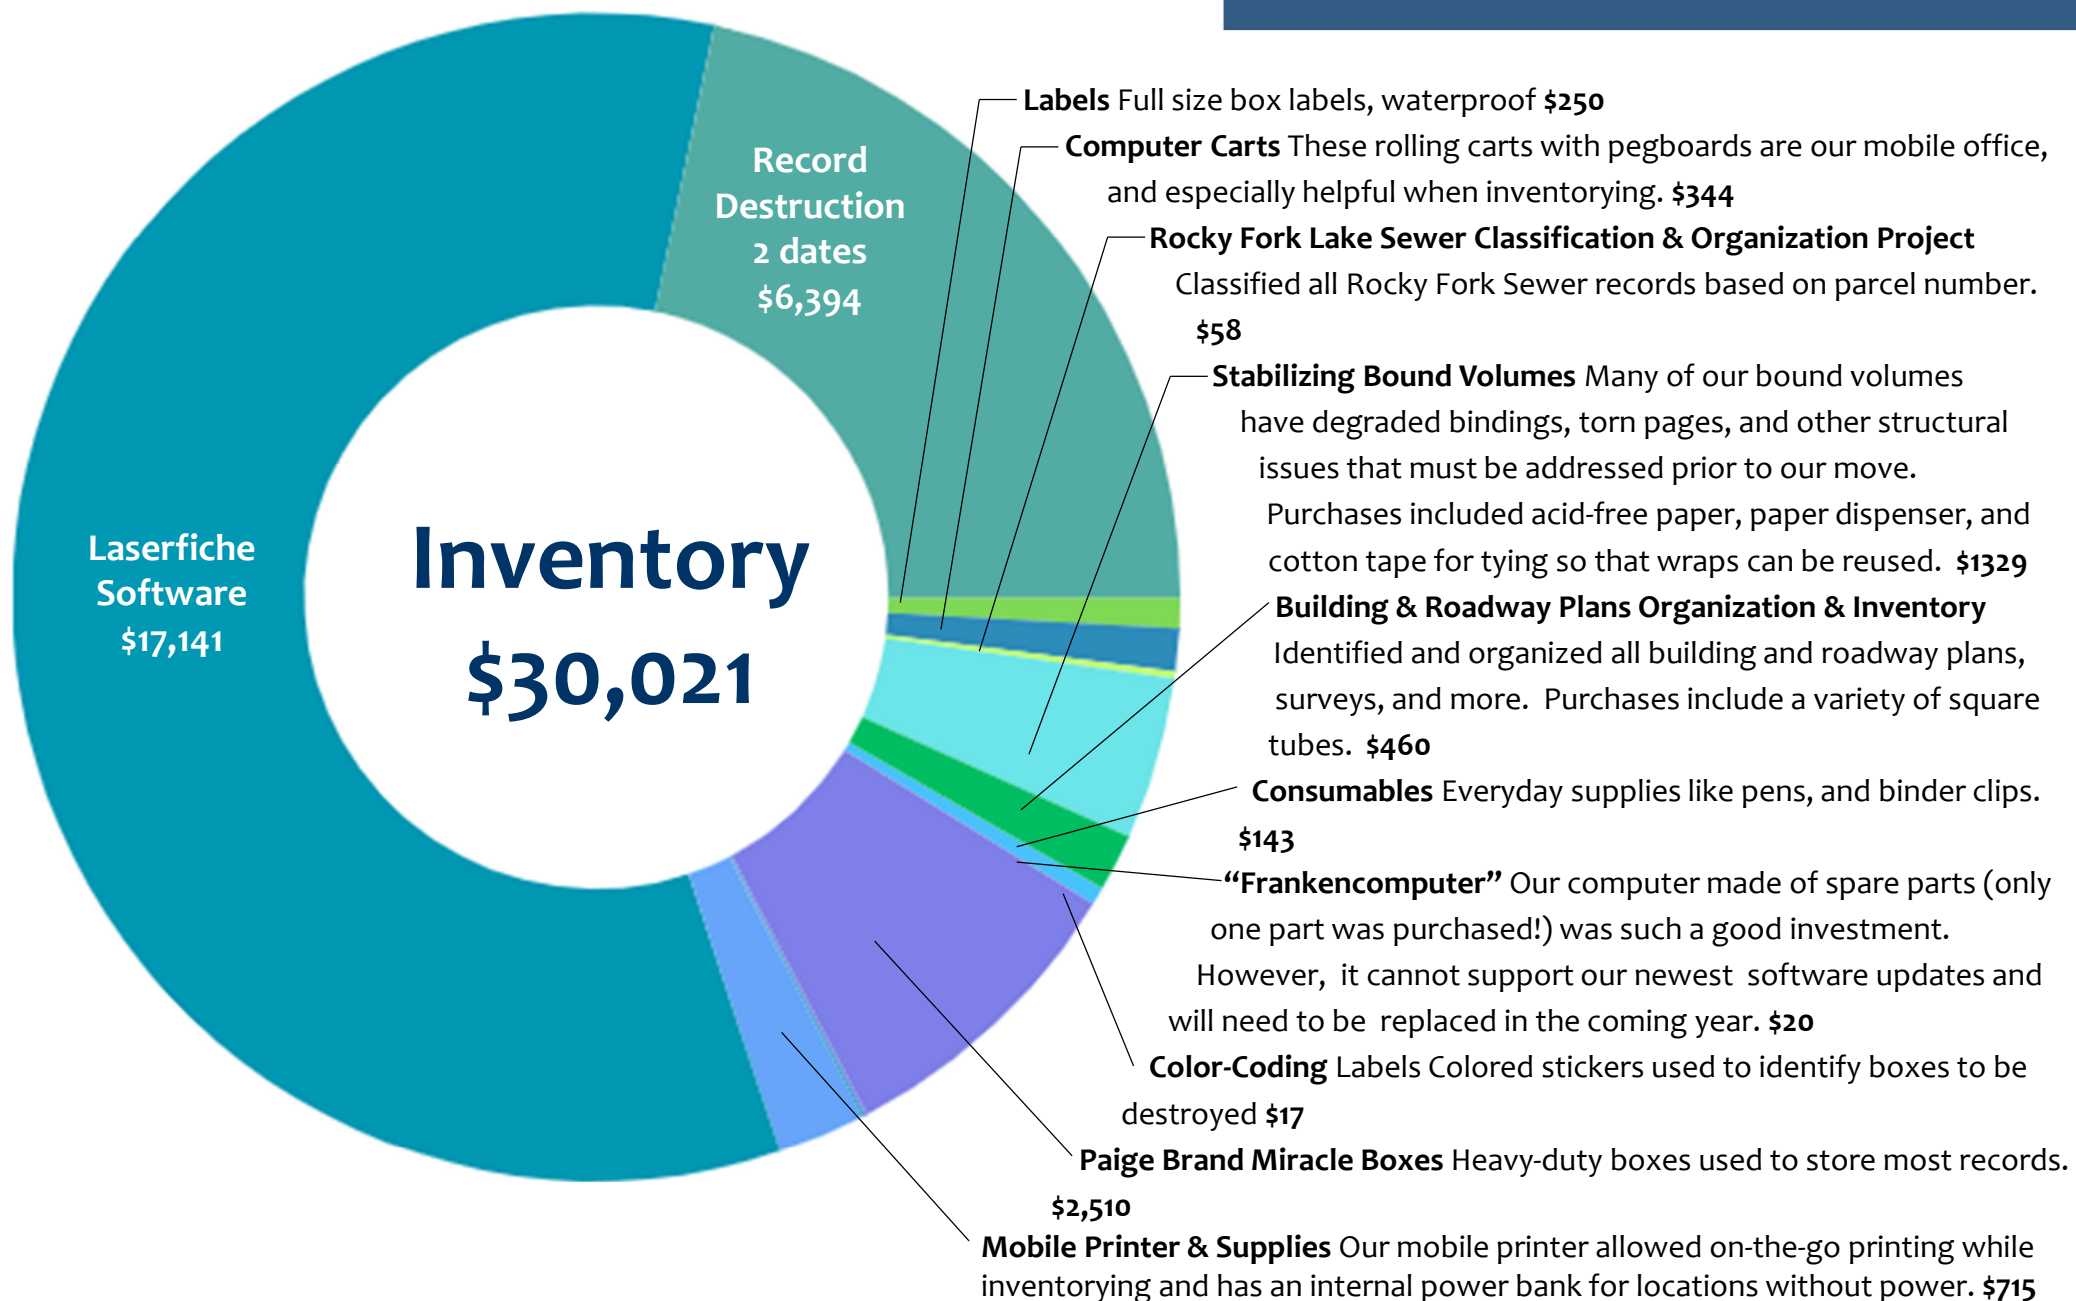 Record
Destruction
2 dates
$6,394
Laserfiche
Software
$17,141
Inventory
$30,021
Labels Full size box labels, waterproof $250
Computer Carts These rolling carts with pegboards are our mobile office,
and especially helpful when inventorying. $344
Rocky Fork Lake Sewer Classification & Organization Project
Classified all Rocky Fork Sewer records based on parcel number.
$58
Stabilizing Bound Volumes Many of our bound volumes
have degraded bindings, torn pages, and other structural
issues that must be addressed prior to our move.
Purchases included acid-free paper, paper dispenser, and
cotton tape for tying so that wraps can be reused. $1329
Building & Roadway Plans Organization & Inventory
Identified and organized all building and roadway plans,
surveys, and more. Purchases include a variety of square
tubes. $460
Consumables Everyday supplies like pens, and binder clips.
$143
“Frankencomputer” Our computer made of spare parts (only
one part was purchased!) was such a good investment.
However, it cannot support our newest software updates and
will need to be replaced in the coming year. $20
Color-Coding Labels Colored stickers used to identify boxes to be
destroyed $17
Paige Brand Miracle Boxes Heavy-duty boxes used to store most records.
$2,510
Mobile Printer & Supplies Our mobile printer allowed on-the-go printing while
inventorying and has an internal power bank for locations without power. $715